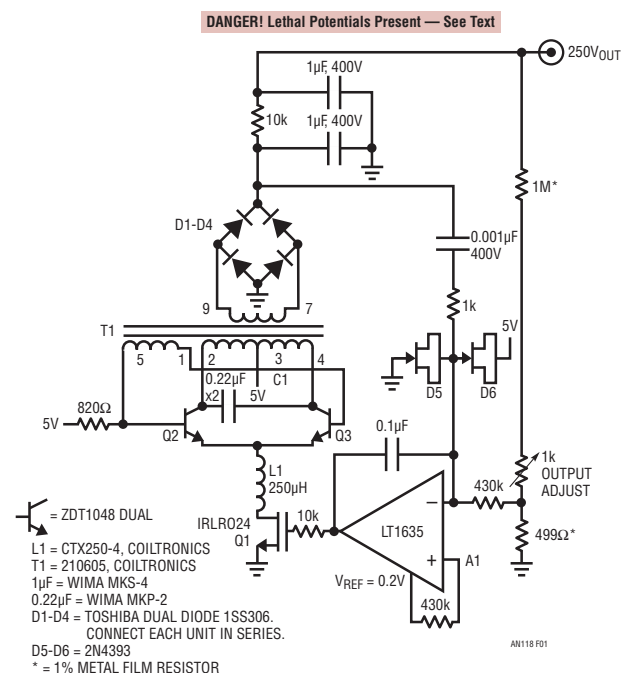 DANGER! Lethal Potentials Present — See Text
250VOUT
1µF, 400V
10k
1µF, 400V
1M*
D1-D4
0.001µF
400V
9
7
1k
T1
5V
5
1
2
3
4
D5
D6
0.22µF
x2
C1
5V
820Ω
5V
Q2
Q3
0.1µF
L1
250µH
1k
OUTPUT
ADJUST
–
430k
IRLRO24
Q1
10k
LT1635
499Ω*
+
A1
VREF = 0.2V
430k
= ZDT1048 DUAL
L1 = CTX250-4, COILTRONICS
T1 = 210605, COILTRONICS
1µF = WIMA MKS-4
0.22µF = WIMA MKP-2
D1-D4 = TOSHIBA DUAL DIODE 1SS306.
CONNECT EACH UNIT IN SERIES.
D5-D6 = 2N4393
* = 1% METAL FILM RESISTOR
AN118 F01